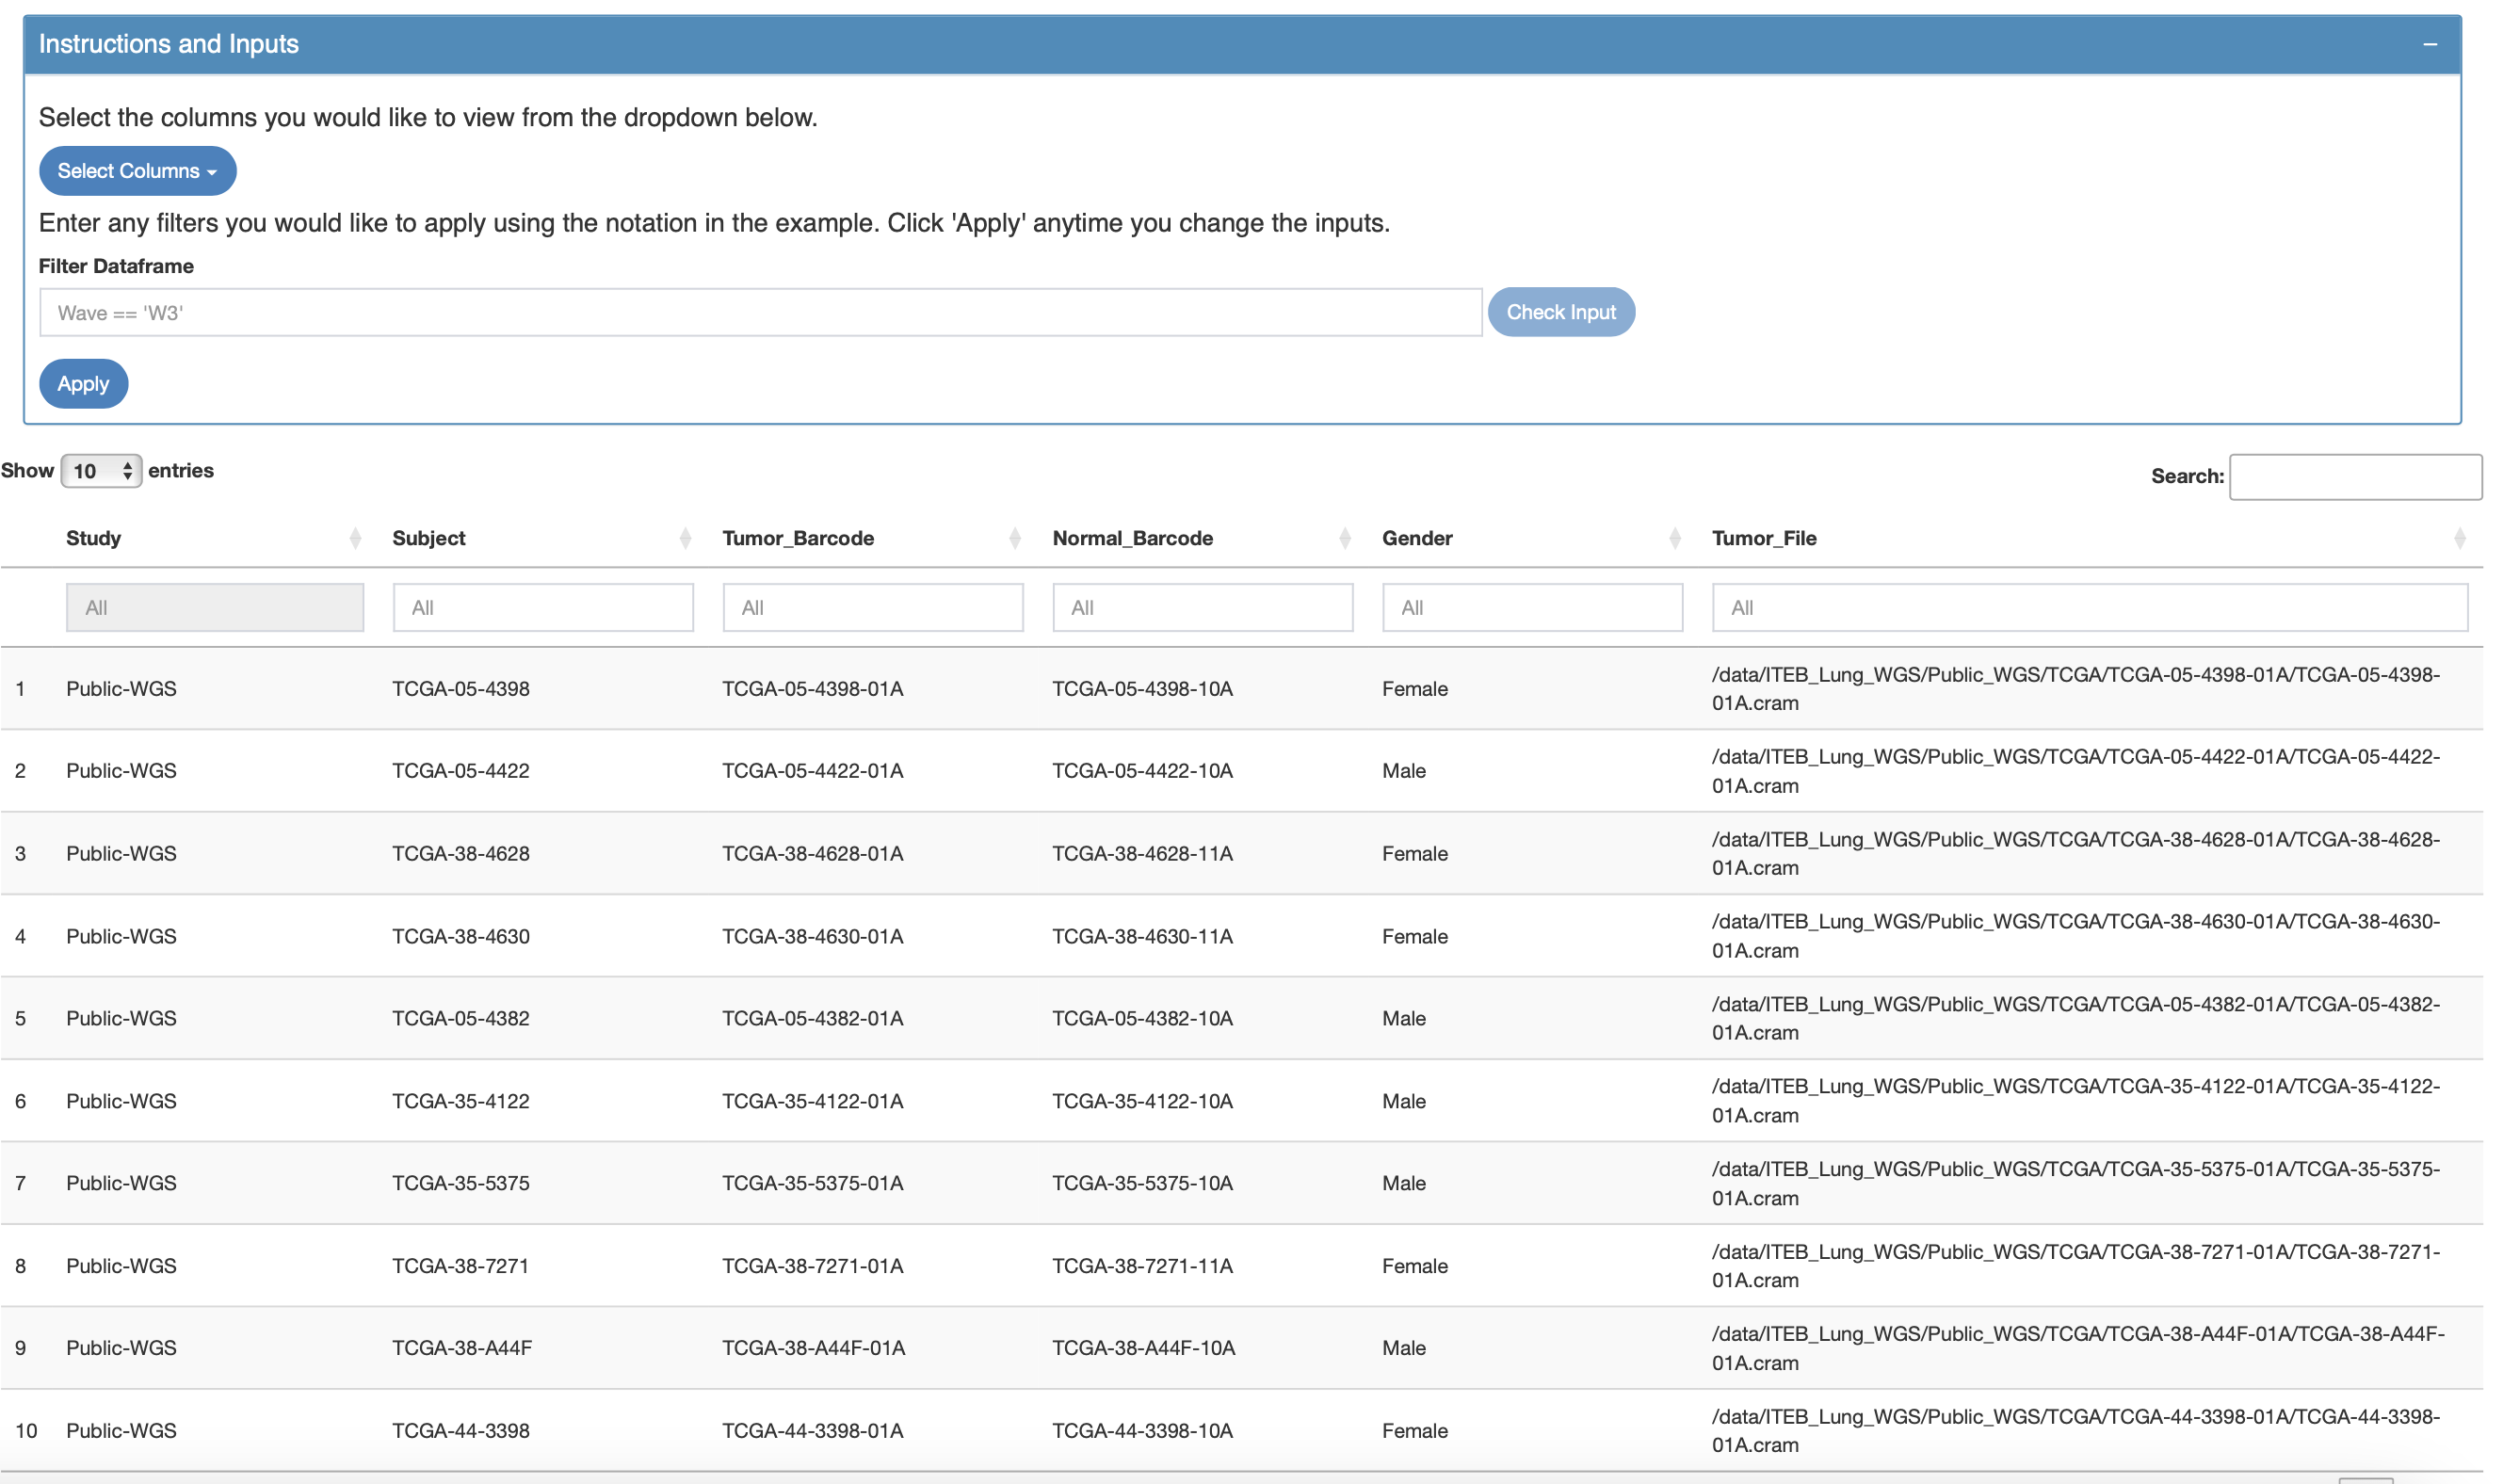 Instructions and Inputs
Select the columns you would like to view from the dropdown below.
Select Columns
Enter any filters you would like to apply using the notation in the example. Click 'Apply' anytime you change the inputs.
Filter Dataframe
Wave == 'W3' Check Input
Apply
Show 10 entries Search:
Study Subject Tumor_Barcode Normal_Barcode Gender Tumor_File
All All All All All All
1 Public-WGS TCGA-05-4398 TCGA-05-4398-01A TCGA-05-4398-10A Female /data/ITEB_Lung_WGS/Public_WGS/TCGA/TCGA-05-4398-01A/TCGA-05-4398-
01A.cram
2 Public-WGS TCGA-05-4422 TCGA-05-4422-01A TCGA-05-4422-10A Male /data/ITEB_Lung_WGS/Public_WGS/TCGA/TCGA-05-4422-01A/TCGA-05-4422-
01A.cram
3 Public-WGS TCGA-38-4628 TCGA-38-4628-01A TCGA-38-4628-11A Female /data/ITEB_Lung_WGS/Public_WGS/TCGA/TCGA-38-4628-01A/TCGA-38-4628-
01A.cram
4 Public-WGS TCGA-38-4630 TCGA-38-4630-01A TCGA-38-4630-11A Female /data/ITEB_Lung_WGS/Public_WGS/TCGA/TCGA-38-4630-01A/TCGA-38-4630-
01A.cram
5 Public-WGS TCGA-05-4382 TCGA-05-4382-01A TCGA-05-4382-10A Male /data/ITEB_Lung_WGS/Public_WGS/TCGA/TCGA-05-4382-01A/TCGA-05-4382-
01A.cram
6 Public-WGS TCGA-35-4122 TCGA-35-4122-01A TCGA-35-4122-10A Male /data/ITEB_Lung_WGS/Public_WGS/TCGA/TCGA-35-4122-01A/TCGA-35-4122-
01A.cram
7 Public-WGS TCGA-35-5375 TCGA-35-5375-01A TCGA-35-5375-10A Male /data/ITEB_Lung_WGS/Public_WGS/TCGA/TCGA-35-5375-01A/TCGA-35-5375-
01A.cram
8 Public-WGS TCGA-38-7271 TCGA-38-7271-01A TCGA-38-7271-11A Female /data/ITEB_Lung_WGS/Public_WGS/TCGA/TCGA-38-7271-01A/TCGA-38-7271-
01A.cram
9 Public-WGS TCGA-38-A44F TCGA-38-A44F-01A TCGA-38-A44F-10A Male /data/ITEB_Lung_WGS/Public_WGS/TCGA/TCGA-38-A44F-01A/TCGA-38-A44F-
01A.cram
10 Public-WGS TCGA-44-3398 TCGA-44-3398-01A TCGA-44-3398-10A Female /data/ITEB_Lung_WGS/Public_WGS/TCGA/TCGA-44-3398-01A/TCGA-44-3398-
01A.cram